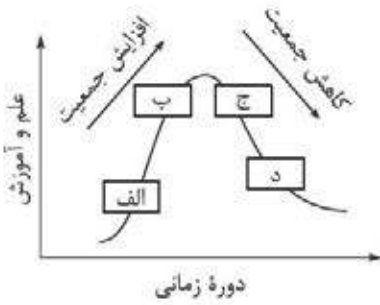 افزایش جمعیت
کاهش جمعیت
ب
ج
الف
د
علم و آموزش
دورهٔ زمانی